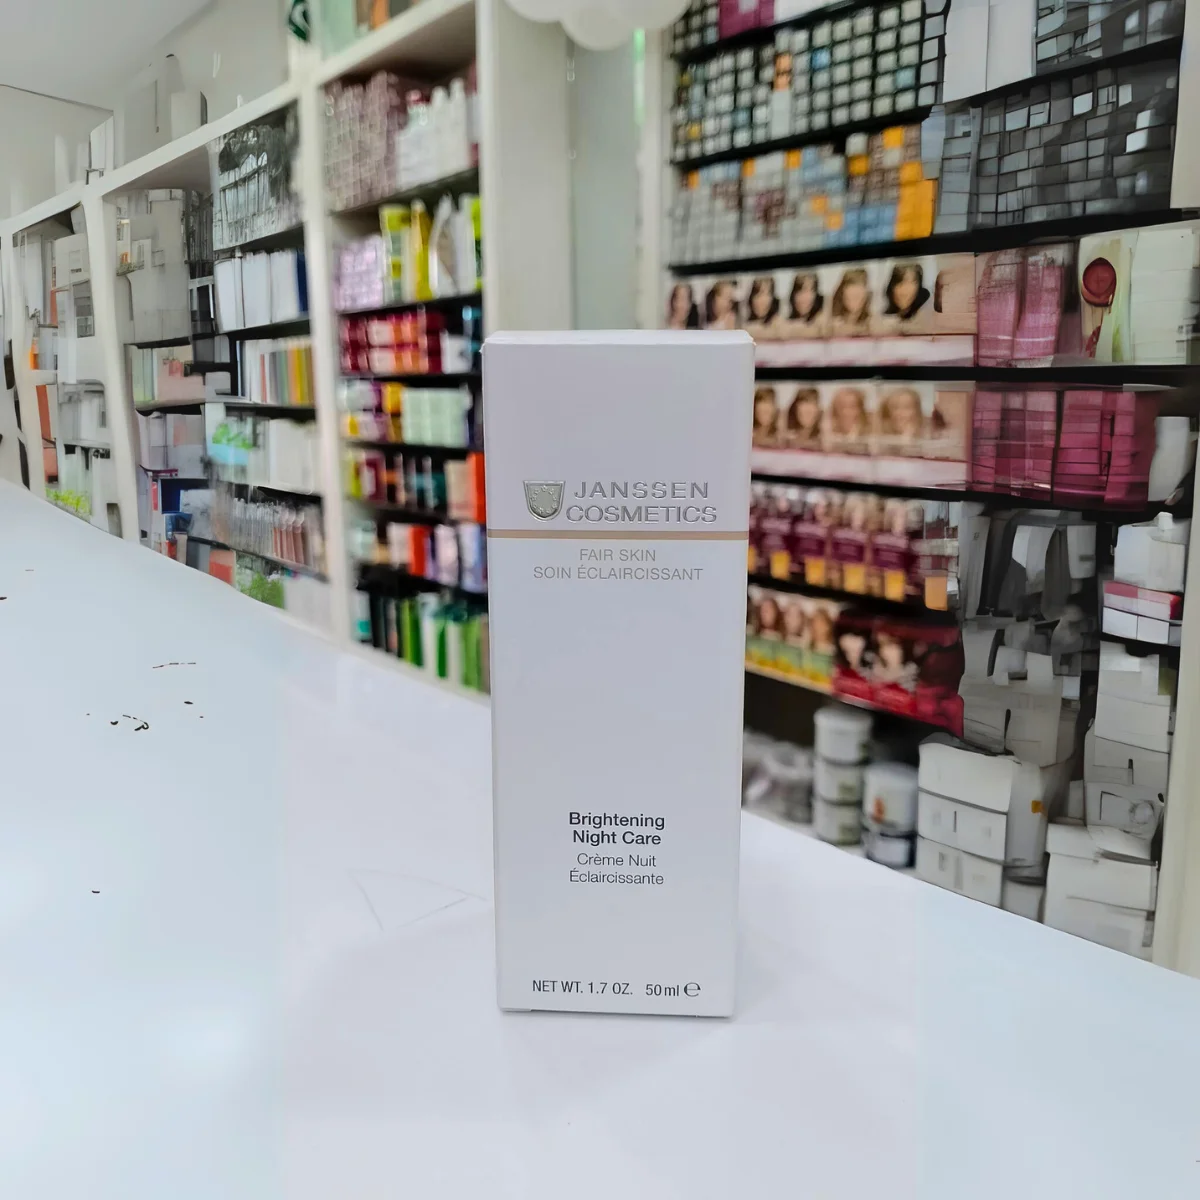 JANSSEN
COSMETICS
FAIR SKIN
SOIN ÉCLAIRCISSANT
Brightening
Night Care
Crème Nuit
Éclaircissante
NET WT. 1.7 OZ. 50 ml ℮